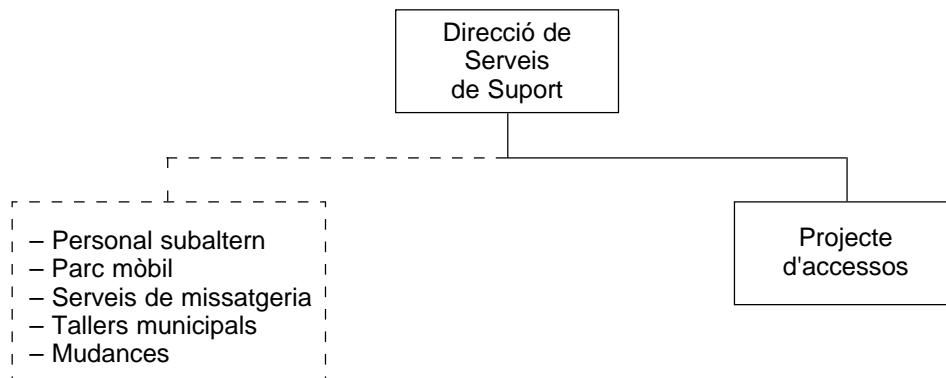 Direcció de
Serveis
de Suport
– Personal subaltern
– Parc mòbil
– Serveis de missatgeria
– Tallers municipals
– Mudances
Projecte
d'accessos